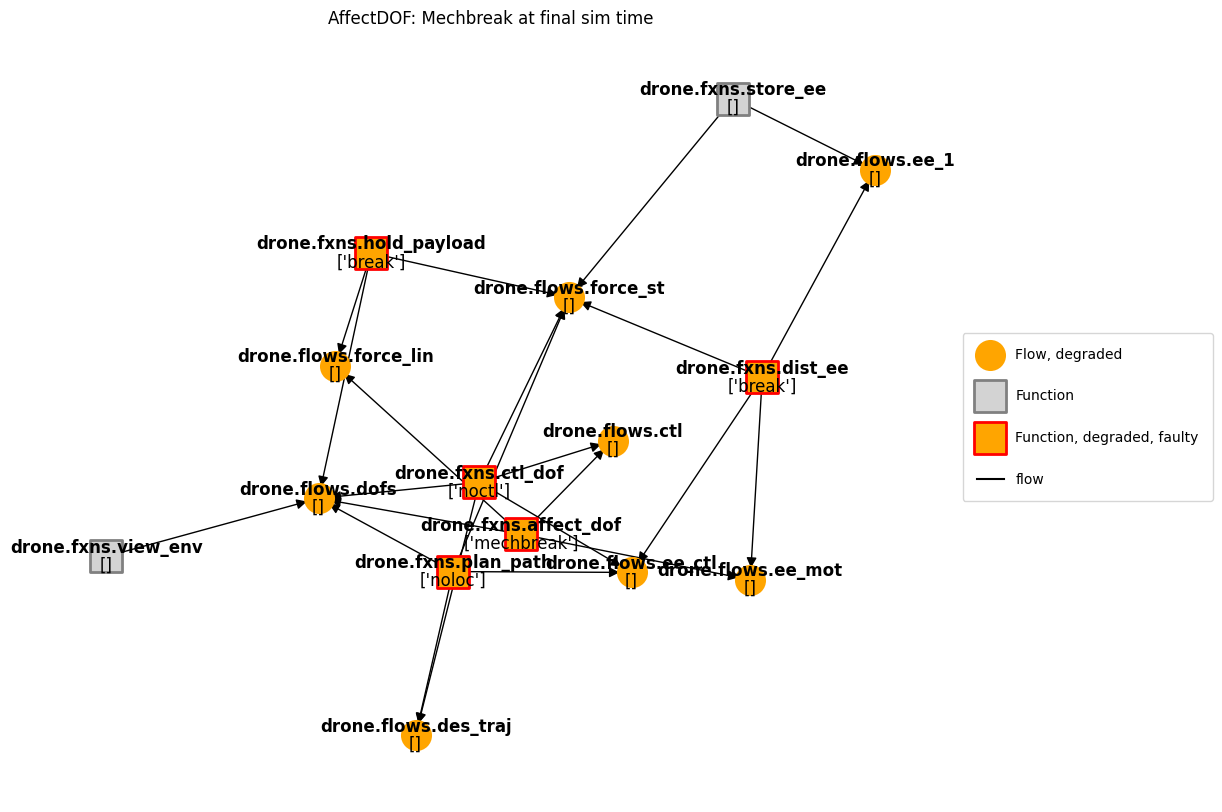 AffectDOF: Mechbreak at final sim time
drone.fxns.store_ee
[]
drone.flows.ee_1
[]
drone.fxns.hold_payload
['break']
drone.flows.force_st
[]
drone.flows.force_lin
[]
drone.fxns.dist_ee
['break']
Flow, degraded
Function
Function, degraded, faulty
flow
drone.flows.ctl
[]
drone.fxns.ctl_dof
['noctl']
drone.flows.dofs
[]
drone.fxns.affect_dof
['mechbreak']
drone.fxns.view_env
[]
drone.fxns.plan_path
['noloc']
drone.flows.ee_ctl
[]
drone.flows.ee_mot
[]
drone.flows.des_traj
[]